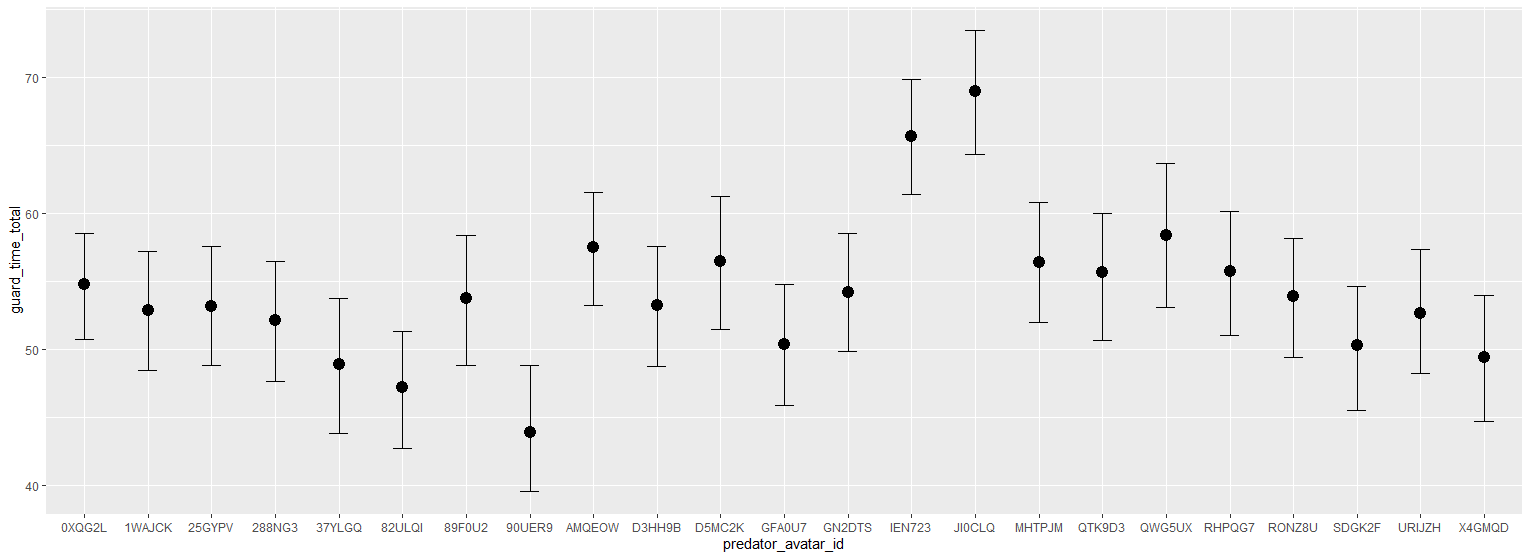 guard_time_total
70
60
50
40
0XQG2L 1WAJCK 25GYPV 288NG3 37YLGQ 82ULQI 89F0U2 90UER9 AMQEOW D3HH9B D5MC2K GFA0U7 GN2DTS IEN723 JI0CLQ MHTPJM QTK9D3 QWG5UX RHPQG7 RONZ8U SDGK2F URIJZH X4GMQD
predator_avatar_id